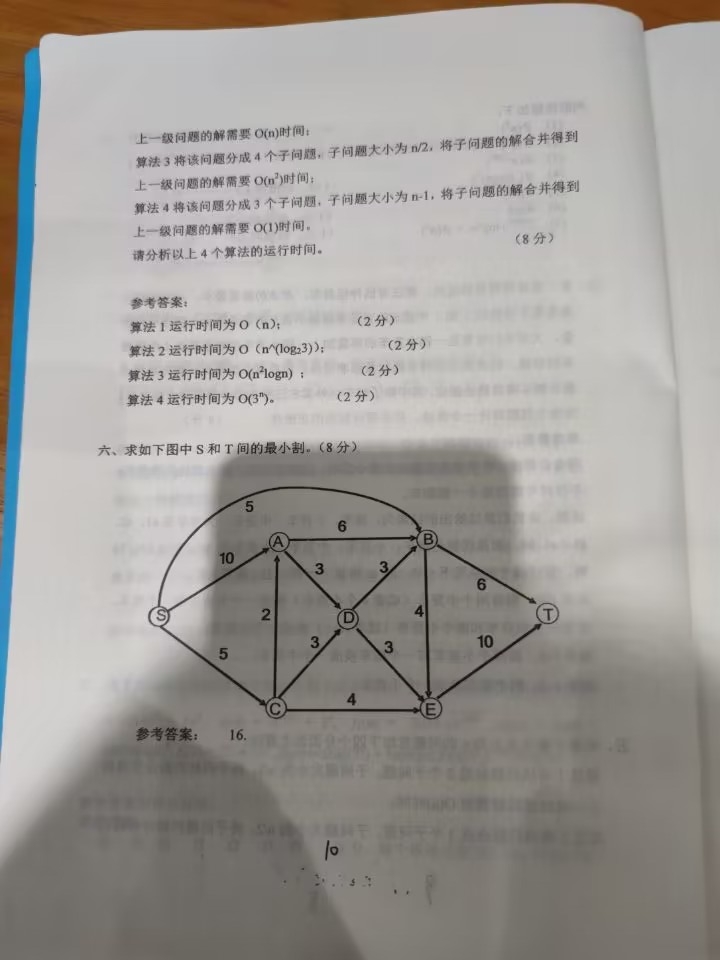 上一级问题的解需要 O(n)时间；
算法 3 将该问题分成 4 个子问题，子问题大小为 n/2，将子问题的解合并得到
上一级问题的解需要 O(n²)时间；
算法 4 将该问题分成 3 个子问题，子问题大小为 n-1，将子问题的解合并得到
上一级问题的解需要 O(1)时间。
请分析以上 4 个算法的运行时间。 （8 分）
参考答案：
算法 1 运行时间为 O（n）； （2 分）
算法 2 运行时间为 O（n^(log₂3)）； （2 分）
算法 3 运行时间为 O(n²logn) ； （2 分）
算法 4 运行时间为 O(3ⁿ)。 （2 分）
六、求如下图中 S 和 T 间的最小割。（8 分）
5
6
A
B
10
3
3
6
S
2
D
4
T
5
3
3
10
C
4
E
参考答案： 16.
10